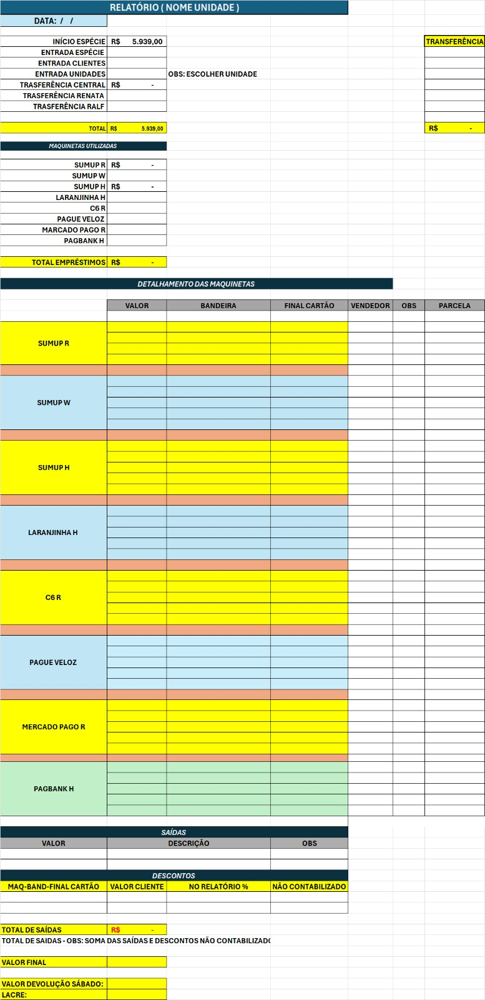 RELATÓRIO ( NOME UNIDADE )
DATA: / /
INÍCIO ESPÉCIE R$ 5.939,00 TRANSFERÊNCIA
ENTRADA ESPÉCIE
ENTRADA CLIENTES
ENTRADA UNIDADES OBS: ESCOLHER UNIDADE
TRASFERÊNCIA CENTRAL R$ -
TRASFERÊNCIA RENATA
TRASFERÊNCIA RALF
TOTAL R$ 5.939,00 R$ -
MAQUINETAS UTILIZADAS
SUMUP R R$ -
SUMUP W
SUMUP H R$ -
LARANJINHA H
C6 R
PAGUE VELOZ
MARCADO PAGO R
PAGBANK H
TOTAL EMPRÉSTIMOS R$ -
DETALHAMENTO DAS MAQUINETAS
VALOR BANDEIRA FINAL CARTÃO VENDEDOR OBS PARCELA
SUMUP R
SUMUP W
SUMUP H
LARANJINHA H
C6 R
PAGUE VELOZ
MERCADO PAGO R
PAGBANK H
SAÍDAS
VALOR DESCRIÇÃO OBS
DESCONTOS
MAQ-BAND-FINAL CARTÃO VALOR CLIENTE NO RELATÓRIO % NÃO CONTABILIZADO
TOTAL DE SAÍDAS R$ -
TOTAL DE SAIDAS - OBS: SOMA DAS SAÍDAS E DESCONTOS NÃO CONTABILIZADO
VALOR FINAL
VALOR DEVOLUÇÃO SÁBADO:
LACRE: